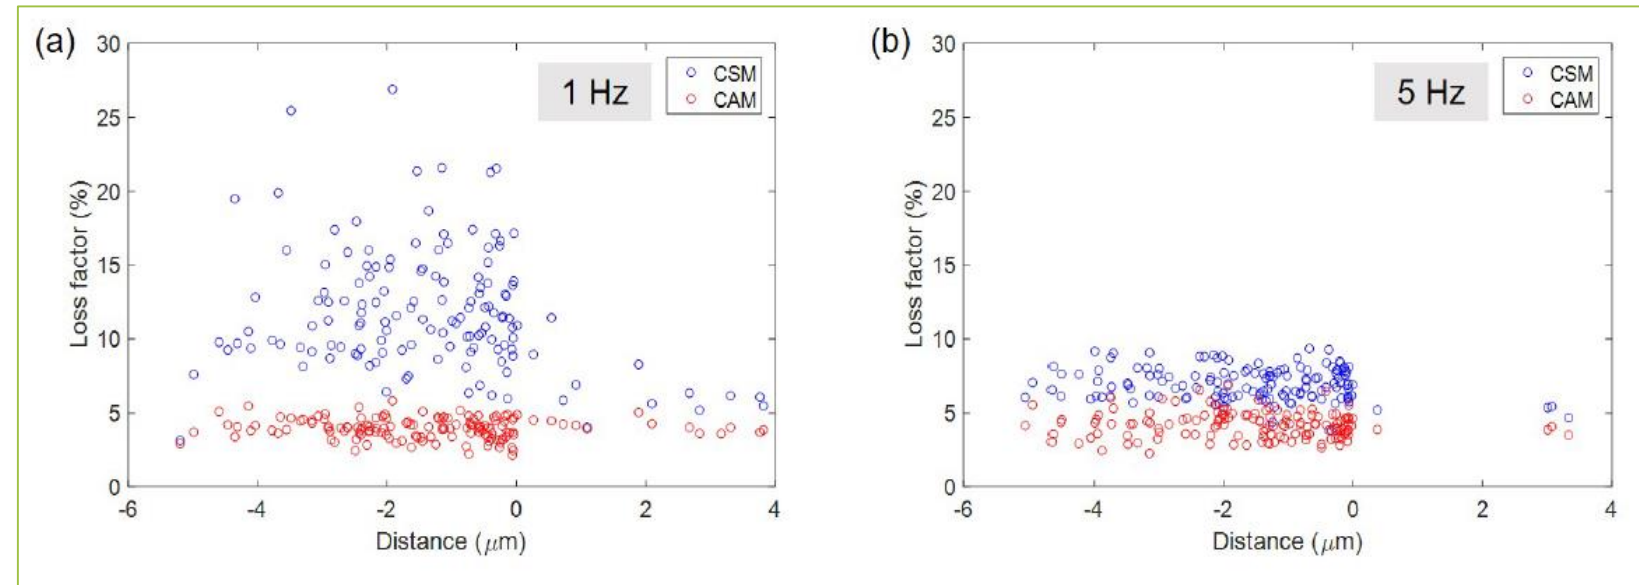 (a)
30
25
20
15
10
5
0
Loss factor (%)
1 Hz
CSM
CAM
-6 -4 -2 0 2 4
Distance (μm)
(b)
30
25
20
15
10
5
0
Loss factor (%)
5 Hz
CSM
CAM
-6 -4 -2 0 2 4
Distance (μm)